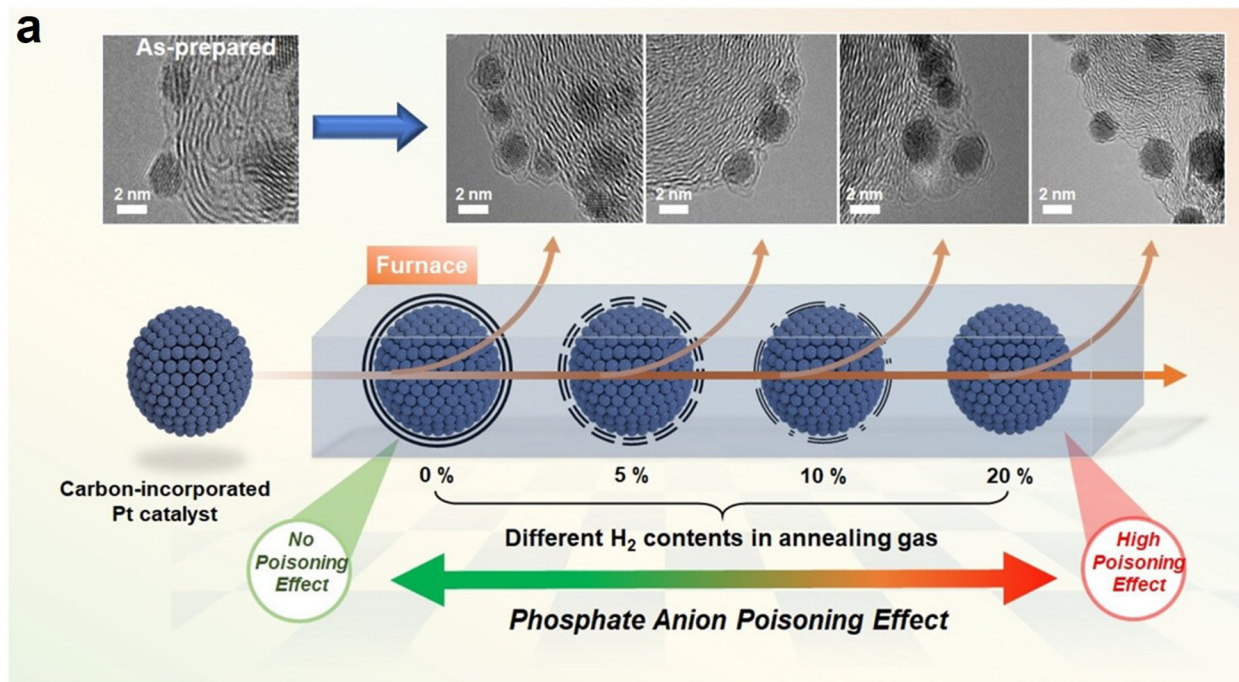 a
As-prepared
2 nm
2 nm
2 nm
2 nm
2 nm
Furnace
Carbon-incorporated
Pt catalyst
0 %
5 %
10 %
20 %
Different H₂ contents in annealing gas
No
Poisoning
Effect
High
Poisoning
Effect
Phosphate Anion Poisoning Effect